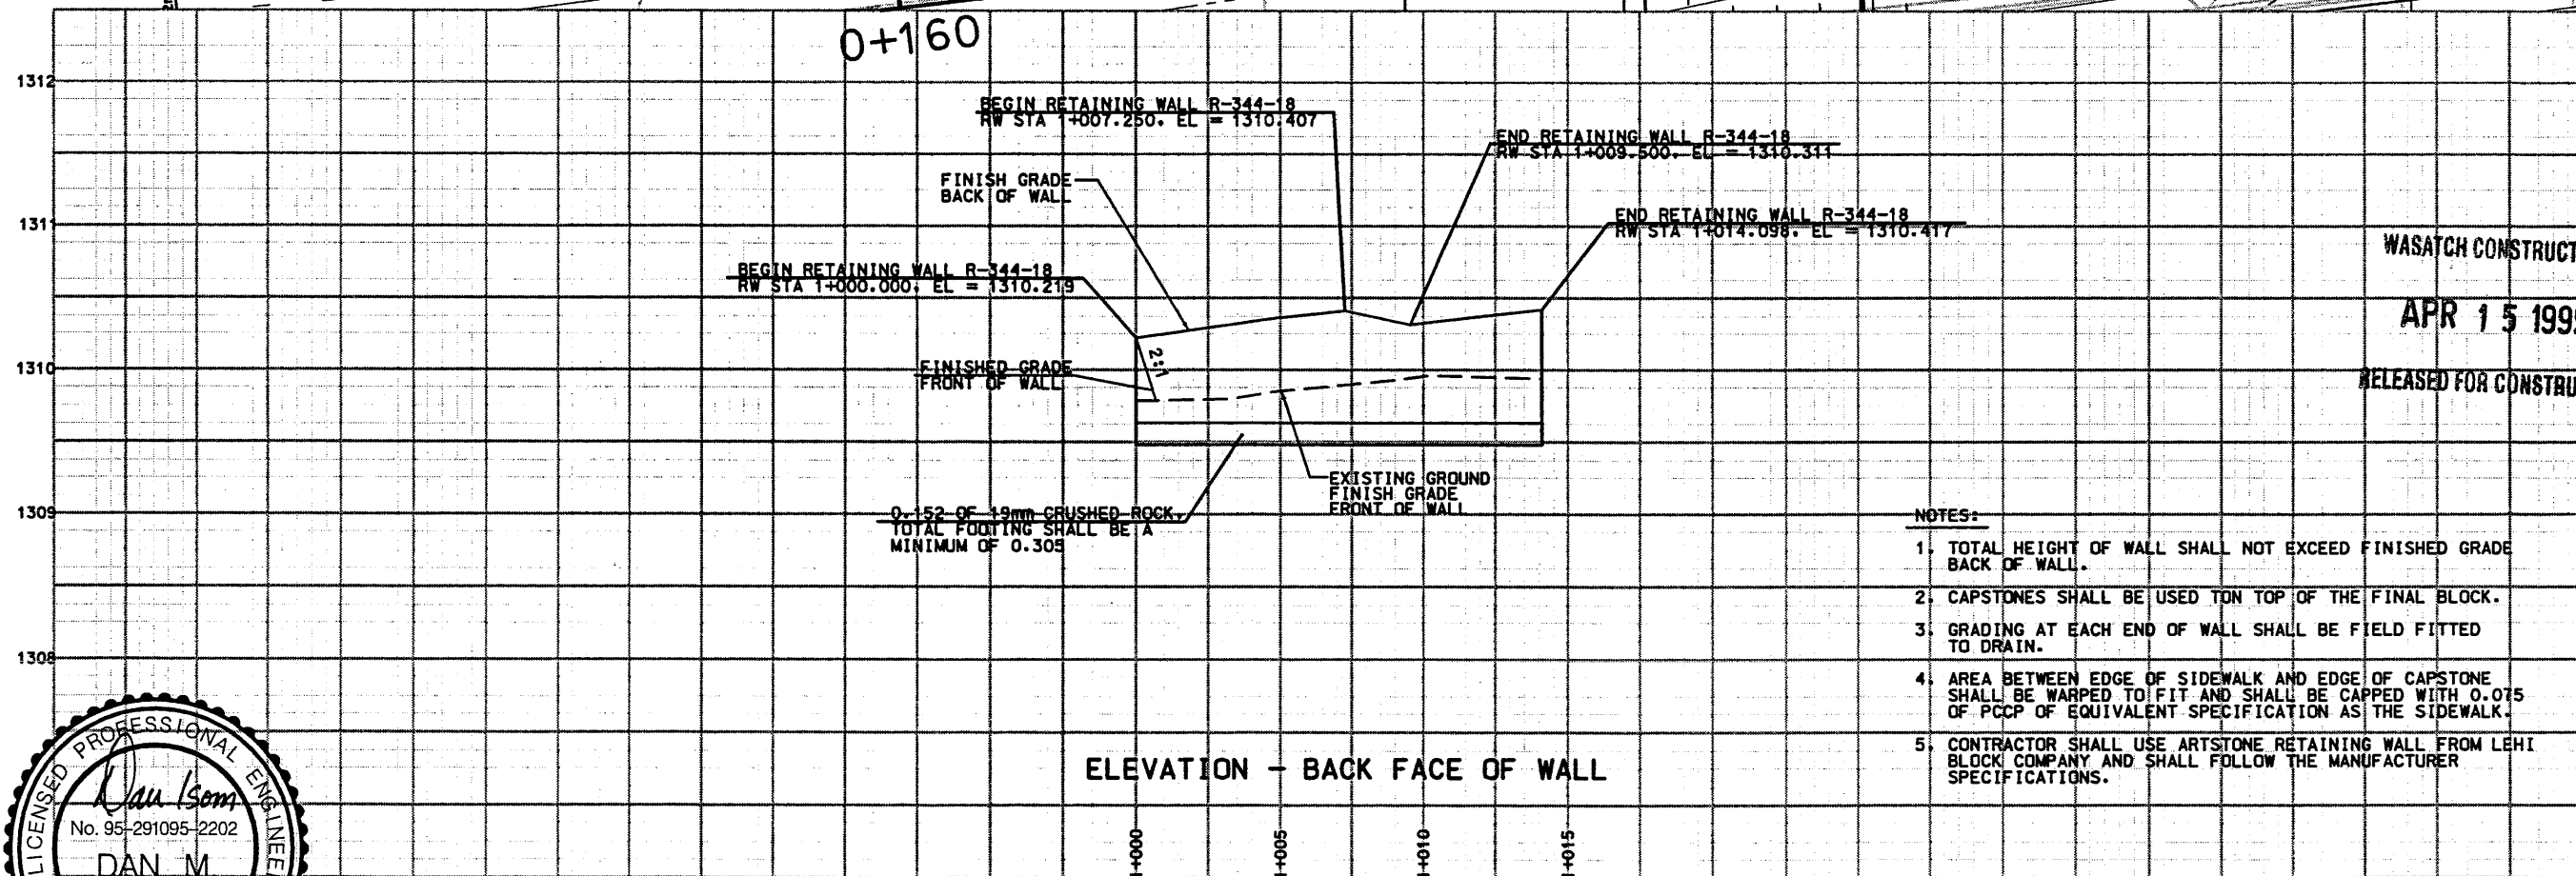 0+160
1312
1311
1310
1309
1308
BEGIN RETAINING WALL R-344-18
RW STA 1+007.250. EL = 1310.407
END RETAINING WALL R-344-18
RW STA 1+009.500. EL = 1310.311
FINISH GRADE
BACK OF WALL
END RETAINING WALL R-344-18
RW STA 1+014.098. EL = 1310.417
BEGIN RETAINING WALL R-344-18
RW STA 1+000.000. EL = 1310.219
2:1
FINISHED GRADE
FRONT OF WALL
EXISTING GROUND
FINISH GRADE
FRONT OF WALL
0.152 OF 19mm CRUSHED ROCK.
TOTAL FOOTING SHALL BE A
MINIMUM OF 0.305
WASATCH CONSTRUCT
APR 15 199
RELEASED FOR CONSTRU
NOTES:
1. TOTAL HEIGHT OF WALL SHALL NOT EXCEED FINISHED GRADE
BACK OF WALL.
2. CAPSTONES SHALL BE USED TON TOP OF THE FINAL BLOCK.
3. GRADING AT EACH END OF WALL SHALL BE FIELD FITTED
TO DRAIN.
4. AREA BETWEEN EDGE OF SIDEWALK AND EDGE OF CAPSTONE
SHALL BE WARPED TO FIT AND SHALL BE CAPPED WITH 0.075
OF PCCP OF EQUIVALENT SPECIFICATION AS THE SIDEWALK.
5. CONTRACTOR SHALL USE ARTSTONE RETAINING WALL FROM LEHI
BLOCK COMPANY AND SHALL FOLLOW THE MANUFACTURER
SPECIFICATIONS.
ELEVATION - BACK FACE OF WALL
+000
+005
+010
+015
LICENSED PROFESSIONAL ENGINEE
Dan Isom
No. 95-291095-2202
DAN M.